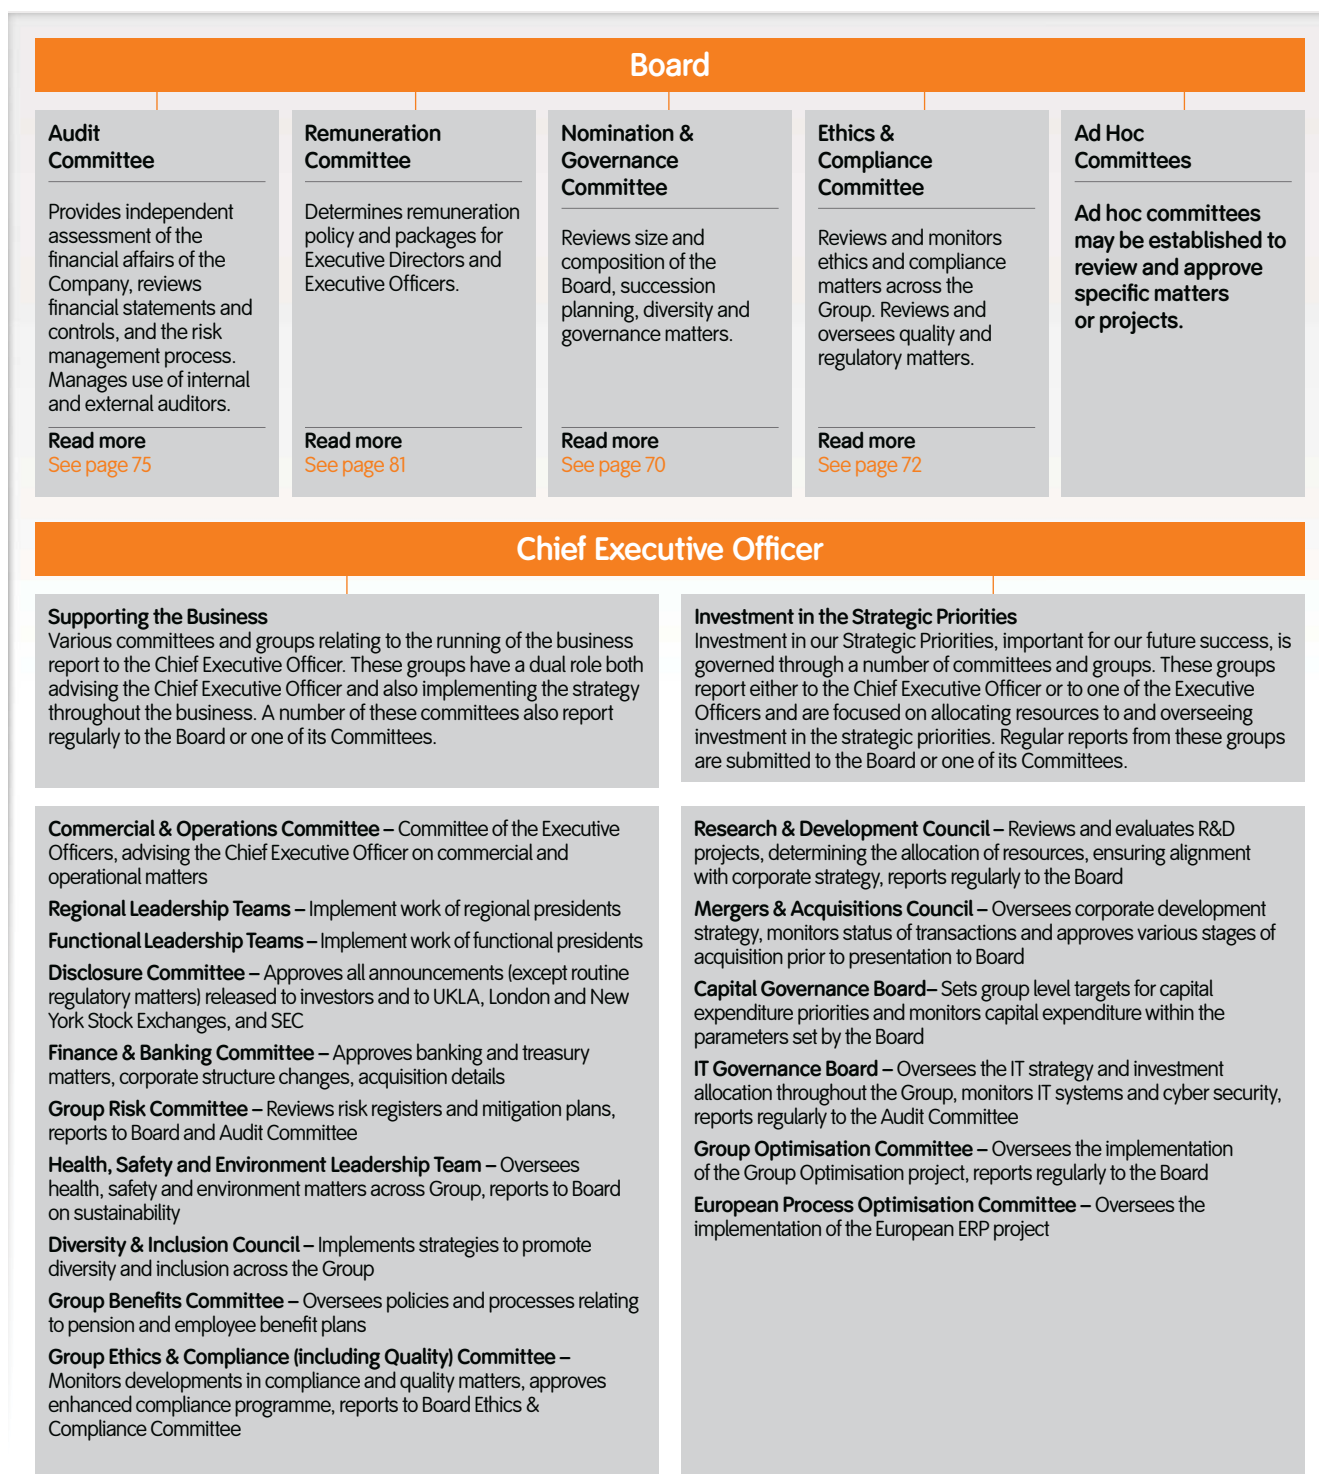 Board
Audit
Committee
Provides independent
assessment of the
financial affairs of the
Company, reviews
financial statements and
controls, and the risk
management process.
Manages use of internal
and external auditors.
Read more
See page 75
Remuneration
Committee
Determines remuneration
policy and packages for
Executive Directors and
Executive Officers.
Read more
See page 81
Nomination &
Governance
Committee
Reviews size and
composition of the
Board, succession
planning, diversity and
governance matters.
Read more
See page 70
Ethics &
Compliance
Committee
Reviews and monitors
ethics and compliance
matters across the
Group. Reviews and
oversees quality and
regulatory matters.
Read more
See page 72
Ad Hoc
Committees
Ad hoc committees
may be established to
review and approve
specific matters
or projects.
Chief Executive Officer
Supporting the Business
Various committees and groups relating to the running of the business
report to the Chief Executive Officer. These groups have a dual role both
advising the Chief Executive Officer and also implementing the strategy
throughout the business. A number of these committees also report
regularly to the Board or one of its Committees.
Commercial & Operations Committee – Committee of the Executive
Officers, advising the Chief Executive Officer on commercial and
operational matters
Regional Leadership Teams – Implement work of regional presidents
Functional Leadership Teams – Implement work of functional presidents
Disclosure Committee – Approves all announcements (except routine
regulatory matters) released to investors and to UKLA, London and New
York Stock Exchanges, and SEC
Finance & Banking Committee – Approves banking and treasury
matters, corporate structure changes, acquisition details
Group Risk Committee – Reviews risk registers and mitigation plans,
reports to Board and Audit Committee
Health, Safety and Environment Leadership Team – Oversees
health, safety and environment matters across Group, reports to Board
on sustainability
Diversity & Inclusion Council – Implements strategies to promote
diversity and inclusion across the Group
Group Benefits Committee – Oversees policies and processes relating
to pension and employee benefit plans
Group Ethics & Compliance (including Quality) Committee –
Monitors developments in compliance and quality matters, approves
enhanced compliance programme, reports to Board Ethics &
Compliance Committee
Investment in the Strategic Priorities
Investment in our Strategic Priorities, important for our future success, is
governed through a number of committees and groups. These groups
report either to the Chief Executive Officer or to one of the Executive
Officers and are focused on allocating resources to and overseeing
investment in the strategic priorities. Regular reports from these groups
are submitted to the Board or one of its Committees.
Research & Development Council – Reviews and evaluates R&D
projects, determining the allocation of resources, ensuring alignment
with corporate strategy, reports regularly to the Board
Mergers & Acquisitions Council – Oversees corporate development
strategy, monitors status of transactions and approves various stages of
acquisition prior to presentation to Board
Capital Governance Board– Sets group level targets for capital
expenditure priorities and monitors capital expenditure within the
parameters set by the Board
IT Governance Board – Oversees the IT strategy and investment
allocation throughout the Group, monitors IT systems and cyber security,
reports regularly to the Audit Committee
Group Optimisation Committee – Oversees the implementation
of the Group Optimisation project, reports regularly to the Board
European Process Optimisation Committee – Oversees the
implementation of the European ERP project